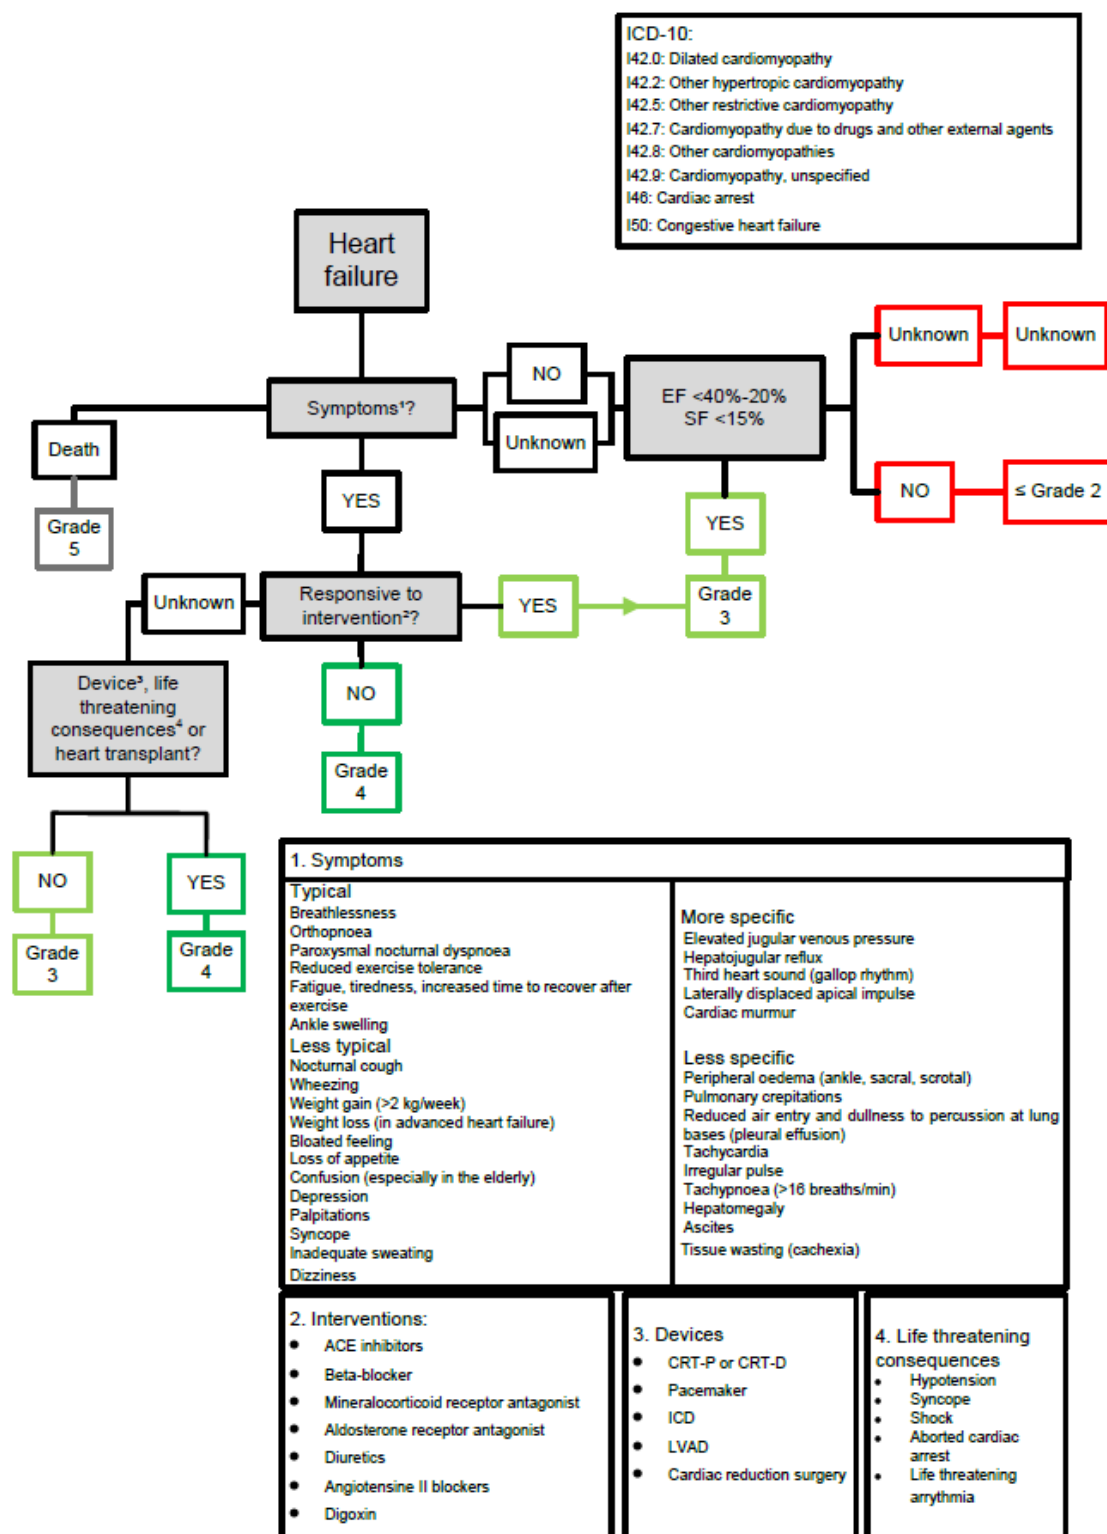 ICD-10:
I42.0: Dilated cardiomyopathy
I42.2: Other hypertropic cardiomyopathy
I42.5: Other restrictive cardiomyopathy
I42.7: Cardiomyopathy due to drugs and other external agents
I42.8: Other cardiomyopathies
I42.9: Cardiomyopathy, unspecified
I46: Cardiac arrest
I50: Congestive heart failure
Heart
failure
Symptoms¹?
NO
Unknown
EF <40%-20%
SF <15%
Unknown
Unknown
NO
≤ Grade 2
Death
Grade
5
YES
YES
Grade
3
Unknown
Responsive to
intervention²?
YES
NO
Grade
4
Device³, life
threatening
consequences⁴ or
heart transplant?
NO
Grade
3
YES
Grade
4
1. Symptoms
Typical
Breathlessness
Orthopnoea
Paroxysmal nocturnal dyspnoea
Reduced exercise tolerance
Fatigue, tiredness, increased time to recover after
exercise
Ankle swelling
Less typical
Nocturnal cough
Wheezing
Weight gain (>2 kg/week)
Weight loss (in advanced heart failure)
Bloated feeling
Loss of appetite
Confusion (especially in the elderly)
Depression
Palpitations
Syncope
Inadequate sweating
Dizziness
More specific
Elevated jugular venous pressure
Hepatojugular reflux
Third heart sound (gallop rhythm)
Laterally displaced apical impulse
Cardiac murmur
Less specific
Peripheral oedema (ankle, sacral, scrotal)
Pulmonary crepitations
Reduced air entry and dullness to percussion at lung
bases (pleural effusion)
Tachycardia
Irregular pulse
Tachypnoea (>16 breaths/min)
Hepatomegaly
Ascites
Tissue wasting (cachexia)
2. Interventions:
• ACE inhibitors
• Beta-blocker
• Mineralocorticoid receptor antagonist
• Aldosterone receptor antagonist
• Diuretics
• Angiotensine II blockers
• Digoxin
3. Devices
• CRT-P or CRT-D
• Pacemaker
• ICD
• LVAD
• Cardiac reduction surgery
4. Life threatening
consequences
• Hypotension
• Syncope
• Shock
• Aborted cardiac
arrest
• Life threatening
arrythmia